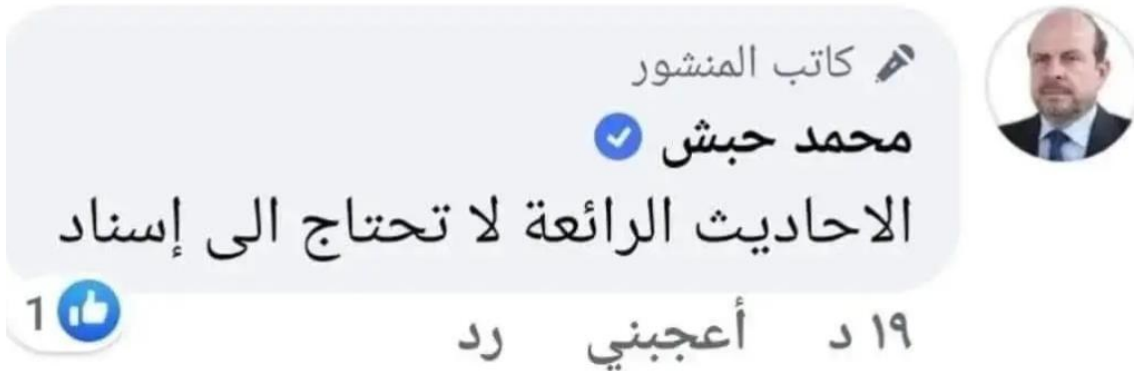 كاتب المنشور
محمد حبش
الاحاديث الرائعة لا تحتاج الى إسناد
١٩ د أعجبني رد 1